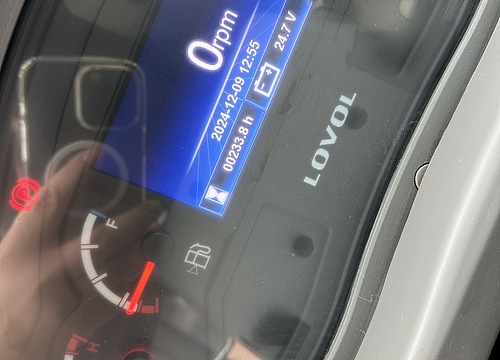 0rpm
2024-12-09 12:55
24.7 V
00233.8 h
LOVOL
P
F
H